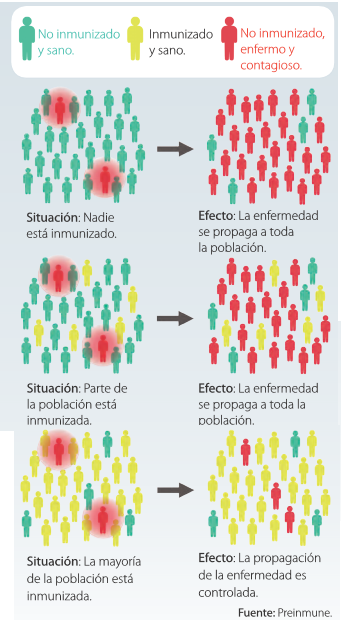 No inmunizado
y sano.
Inmunizado
y sano.
No inmunizado,
enfermo y
contagioso.
Situación: Nadie
está inmunizado.
Efecto: La enfermedad
se propaga a toda
la población.
Situación: Parte de
la población está
inmunizada.
Efecto: La enfermedad
se propaga a toda la
población.
Situación: La mayoría
de la población está
inmunizada.
Efecto: La propagación
de la enfermedad es
controlada.
Fuente: Preinmune.